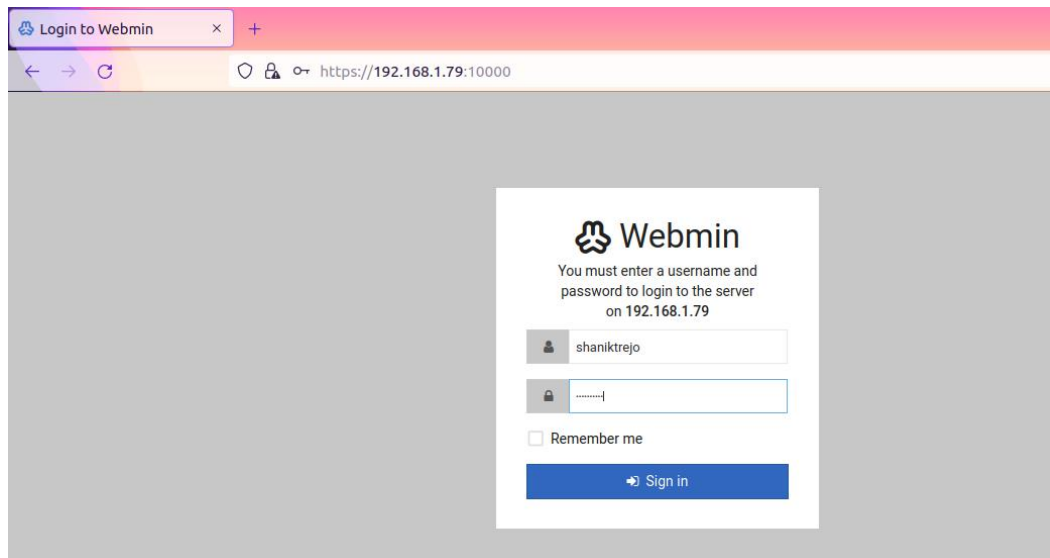 Login to Webmin
https://192.168.1.79:10000
Webmin
You must enter a username and
password to login to the server
on 192.168.1.79
shaniktrejo
Remember me
Sign in